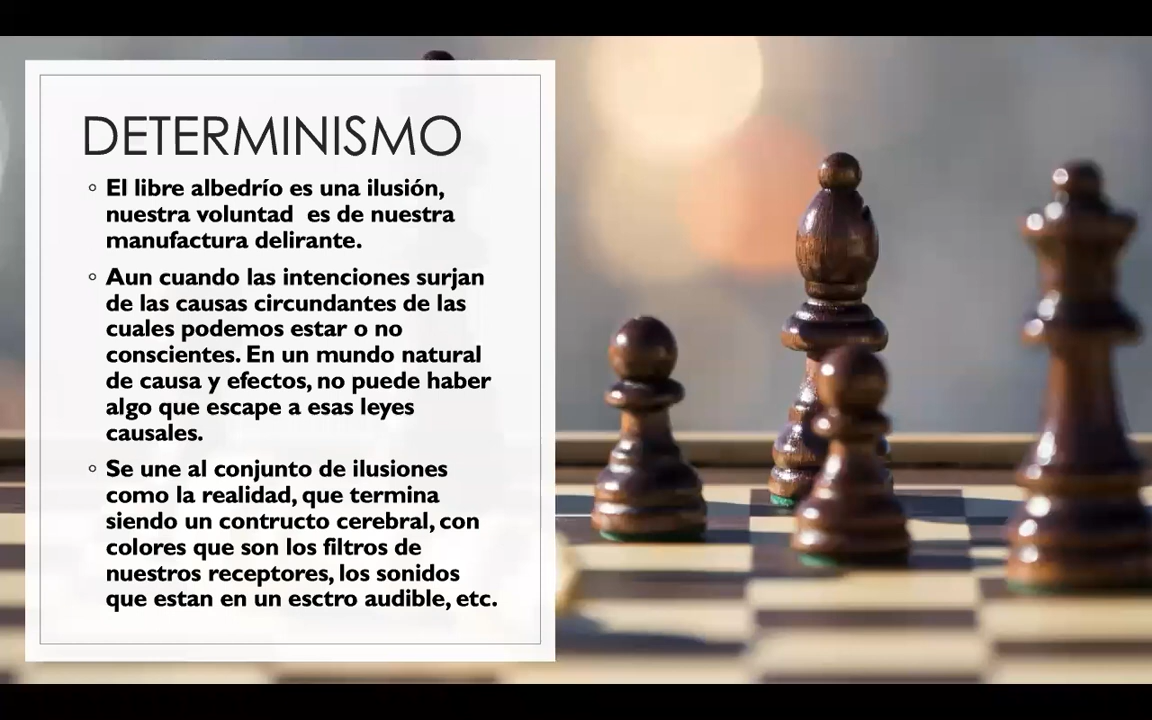 DETERMINISMO
◦ El libre albedrío es una ilusión,
nuestra voluntad  es de nuestra
manufactura delirante.
◦ Aun cuando las intenciones surjan
de las causas circundantes de las
cuales podemos estar o no
conscientes. En un mundo natural
de causa y efectos, no puede haber
algo que escape a esas leyes
causales.
◦ Se une al conjunto de ilusiones
como la realidad, que termina
siendo un contructo cerebral, con
colores que son los filtros de
nuestros receptores, los sonidos
que estan en un esctro audible, etc.